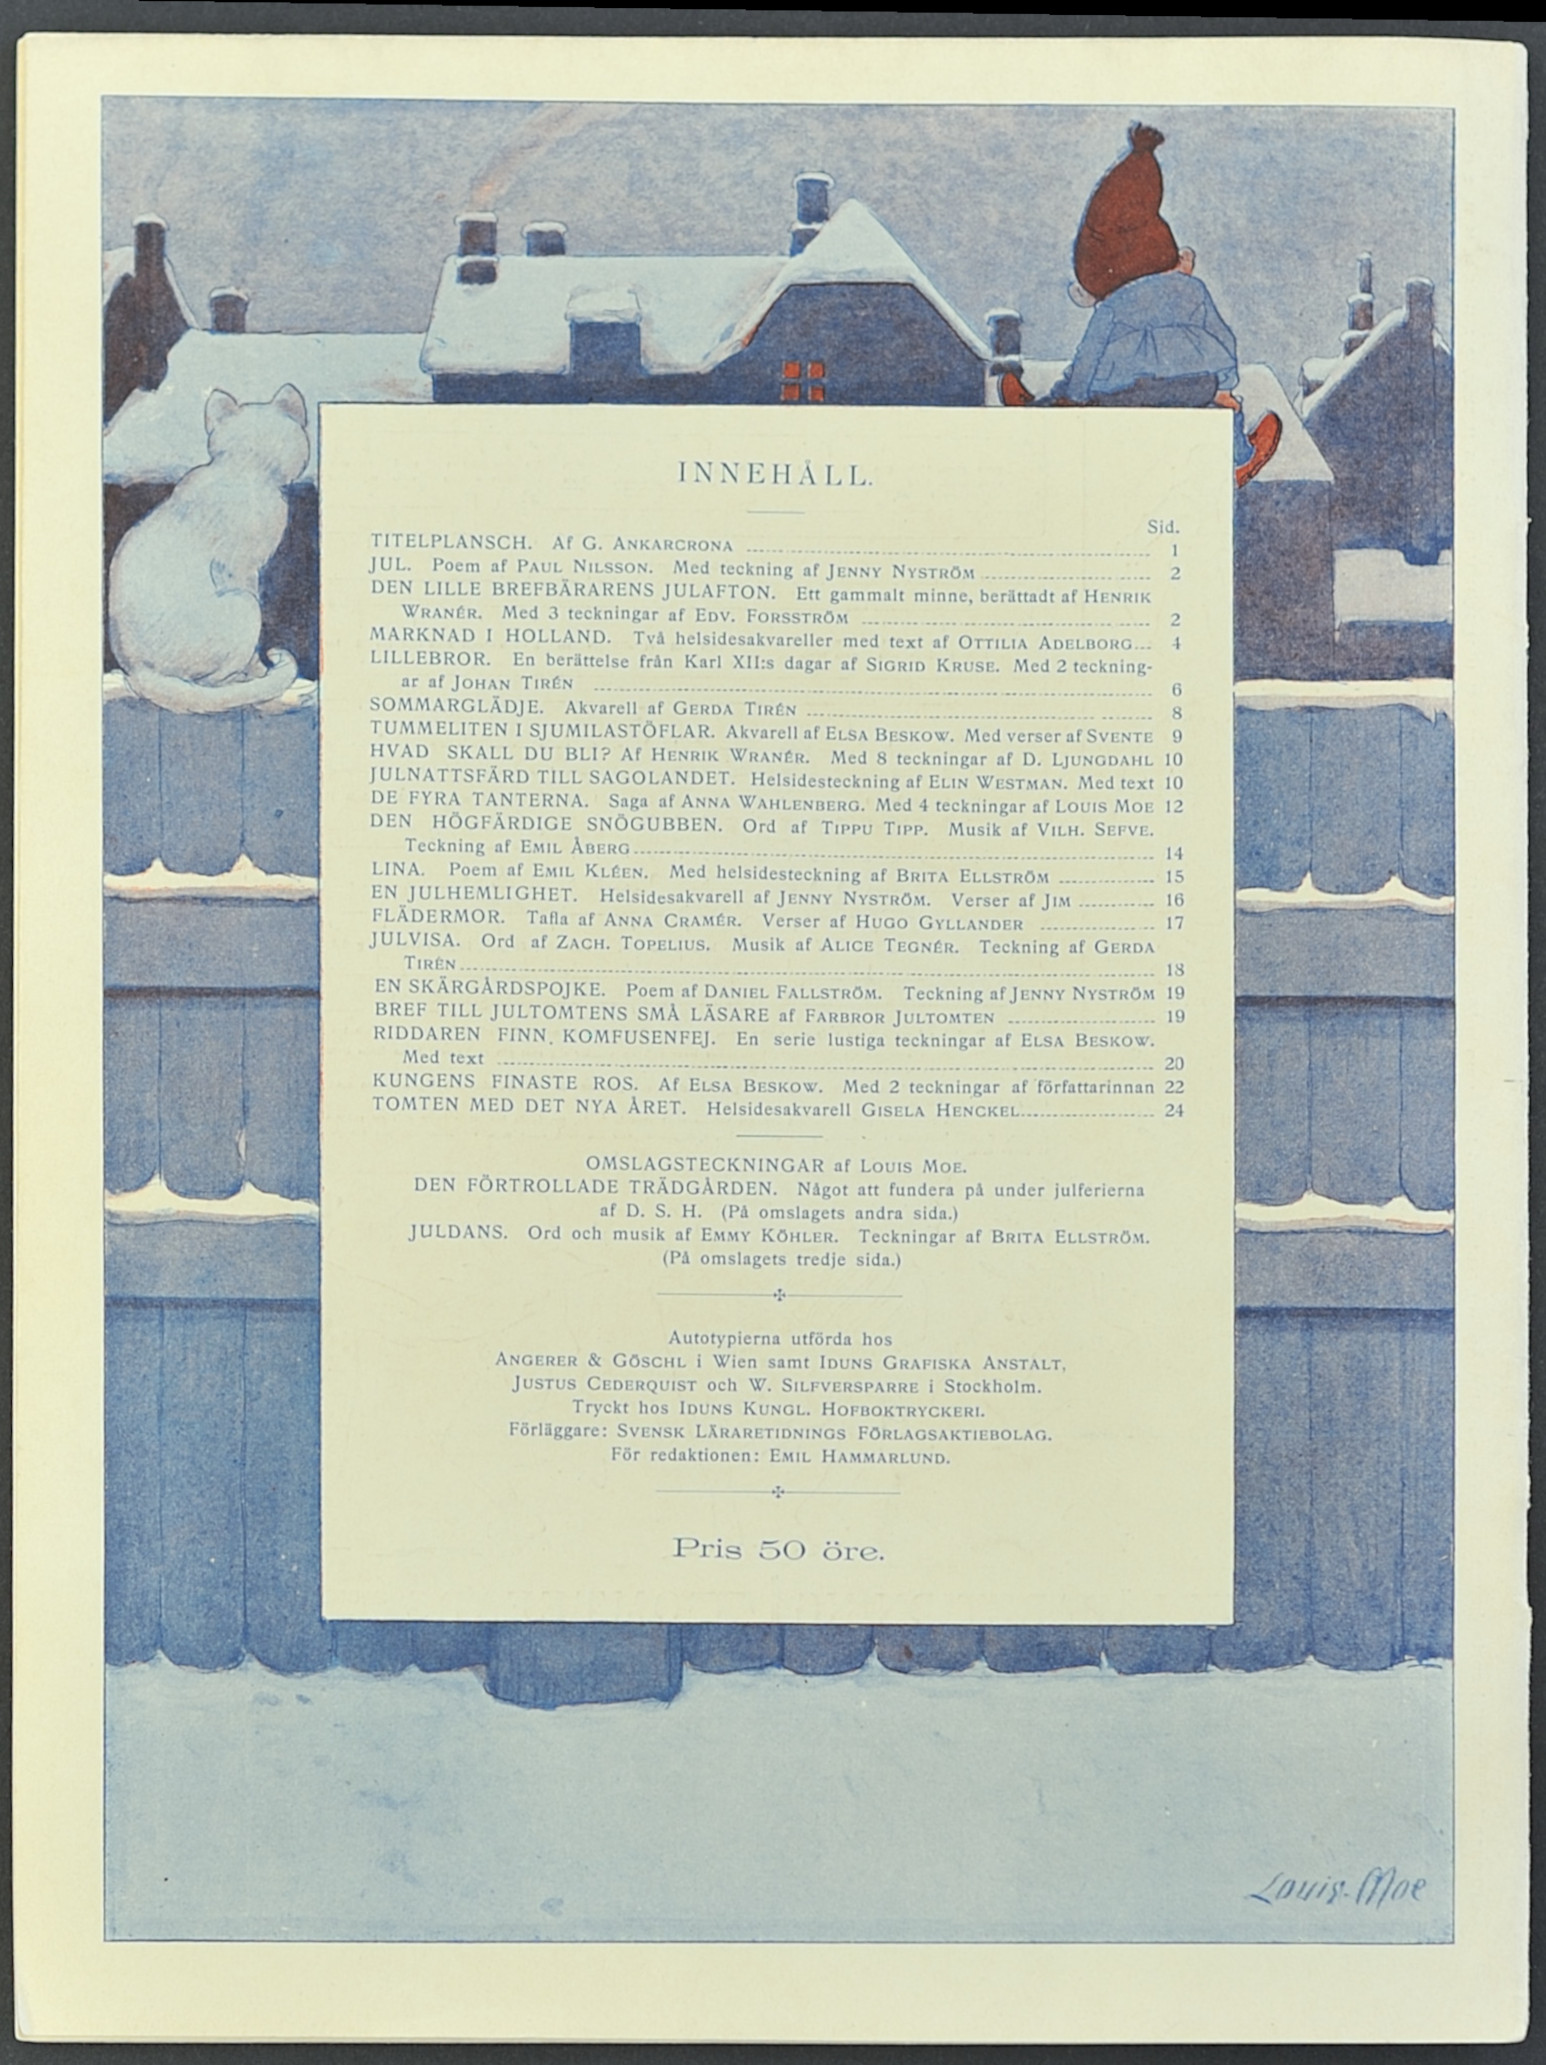 INNEHÅLL.
Sid.
TITELPLANSCH. Af G. ANKARCRONA 1
JUL. Poem af PAUL NILSSON. Med teckning af JENNY NYSTRÖM 2
DEN LILLE BREFBÄRARENS JULAFTON. Ett gammalt minne, berättadt af HENRIK
WRANÉR. Med 3 teckningar af EDV. FORSSTRÖM 2
MARKNAD I HOLLAND. Två helsidesakvareller med text af OTTILIA ADELBORG... 4
LILLEBROR. En berättelse från Karl XII:s dagar af SIGRID KRUSE. Med 2 teckning-
ar af JOHAN TIRÉN 6
SOMMARGLÄDJE. Akvarell af GERDA TIRÉN 8
TUMMELITEN I SJUMILASTÖFLAR. Akvarell af ELSA BESKOW. Med verser af SVENTE 9
HVAD SKALL DU BLI? Af HENRIK WRANÉR. Med 8 teckningar af D. LJUNGDAHL 10
JULNATTSFÄRD TILL SAGOLANDET. Helsidesteckning af ELIN WESTMAN. Med text 10
DE FYRA TANTERNA. Saga af ANNA WAHLENBERG. Med 4 teckningar af LOUIS MOE 12
DEN HÖGFÄRDIGE SNÖGUBBEN. Ord af TIPPU TIPP. Musik af VILH. SEFVE.
Teckning af EMIL ÅBERG 14
LINA. Poem af EMIL KLÉEN. Med helsidesteckning af BRITA ELLSTRÖM 15
EN JULHEMLIGHET. Helsidesakvarell af JENNY NYSTRÖM. Verser af JIM 16
FLÄDERMOR. Tafla af ANNA CRAMÉR. Verser af HUGO GYLLANDER 17
JULVISA. Ord af ZACH. TOPELIUS. Musik af ALICE TEGNÉR. Teckning af GERDA
TIRÉN 18
EN SKÄRGÅRDSPOJKE. Poem af DANIEL FALLSTRÖM. Teckning af JENNY NYSTRÖM 19
BREF TILL JULTOMTENS SMÅ LÄSARE af FARBROR JULTOMTEN 19
RIDDAREN FINN KOMFUSENFEJ. En serie lustiga teckningar af ELSA BESKOW.
Med text 20
KUNGENS FINASTE ROS. Af ELSA BESKOW. Med 2 teckningar af författarinnan 22
TOMTEN MED DET NYA ÅRET. Helsidesakvarell GISELA HENCKEL 24
OMSLAGSTECKNINGAR af LOUIS MOE.
DEN FÖRTROLLADE TRÄDGÅRDEN. Något att fundera på under julferierna
af D. S. H. (På omslagets andra sida.)
JULDANS. Ord och musik af EMMY KÖHLER. Teckningar af BRITA ELLSTRÖM.
(På omslagets tredje sida.)
Autotypierna utförda hos
ANGERER & GÖSCHL i Wien samt IDUNS GRAFISKA ANSTALT,
JUSTUS CEDERQUIST och W. SILFVERSPARRE i Stockholm.
Tryckt hos IDUNS KUNGL. HOFBOKTRYCKERI.
Förläggare: SVENSK LÄRARETIDNINGS FÖRLAGSAKTIEBOLAG.
För redaktionen: EMIL HAMMARLUND.
Pris 50 öre.
Louis-Moe